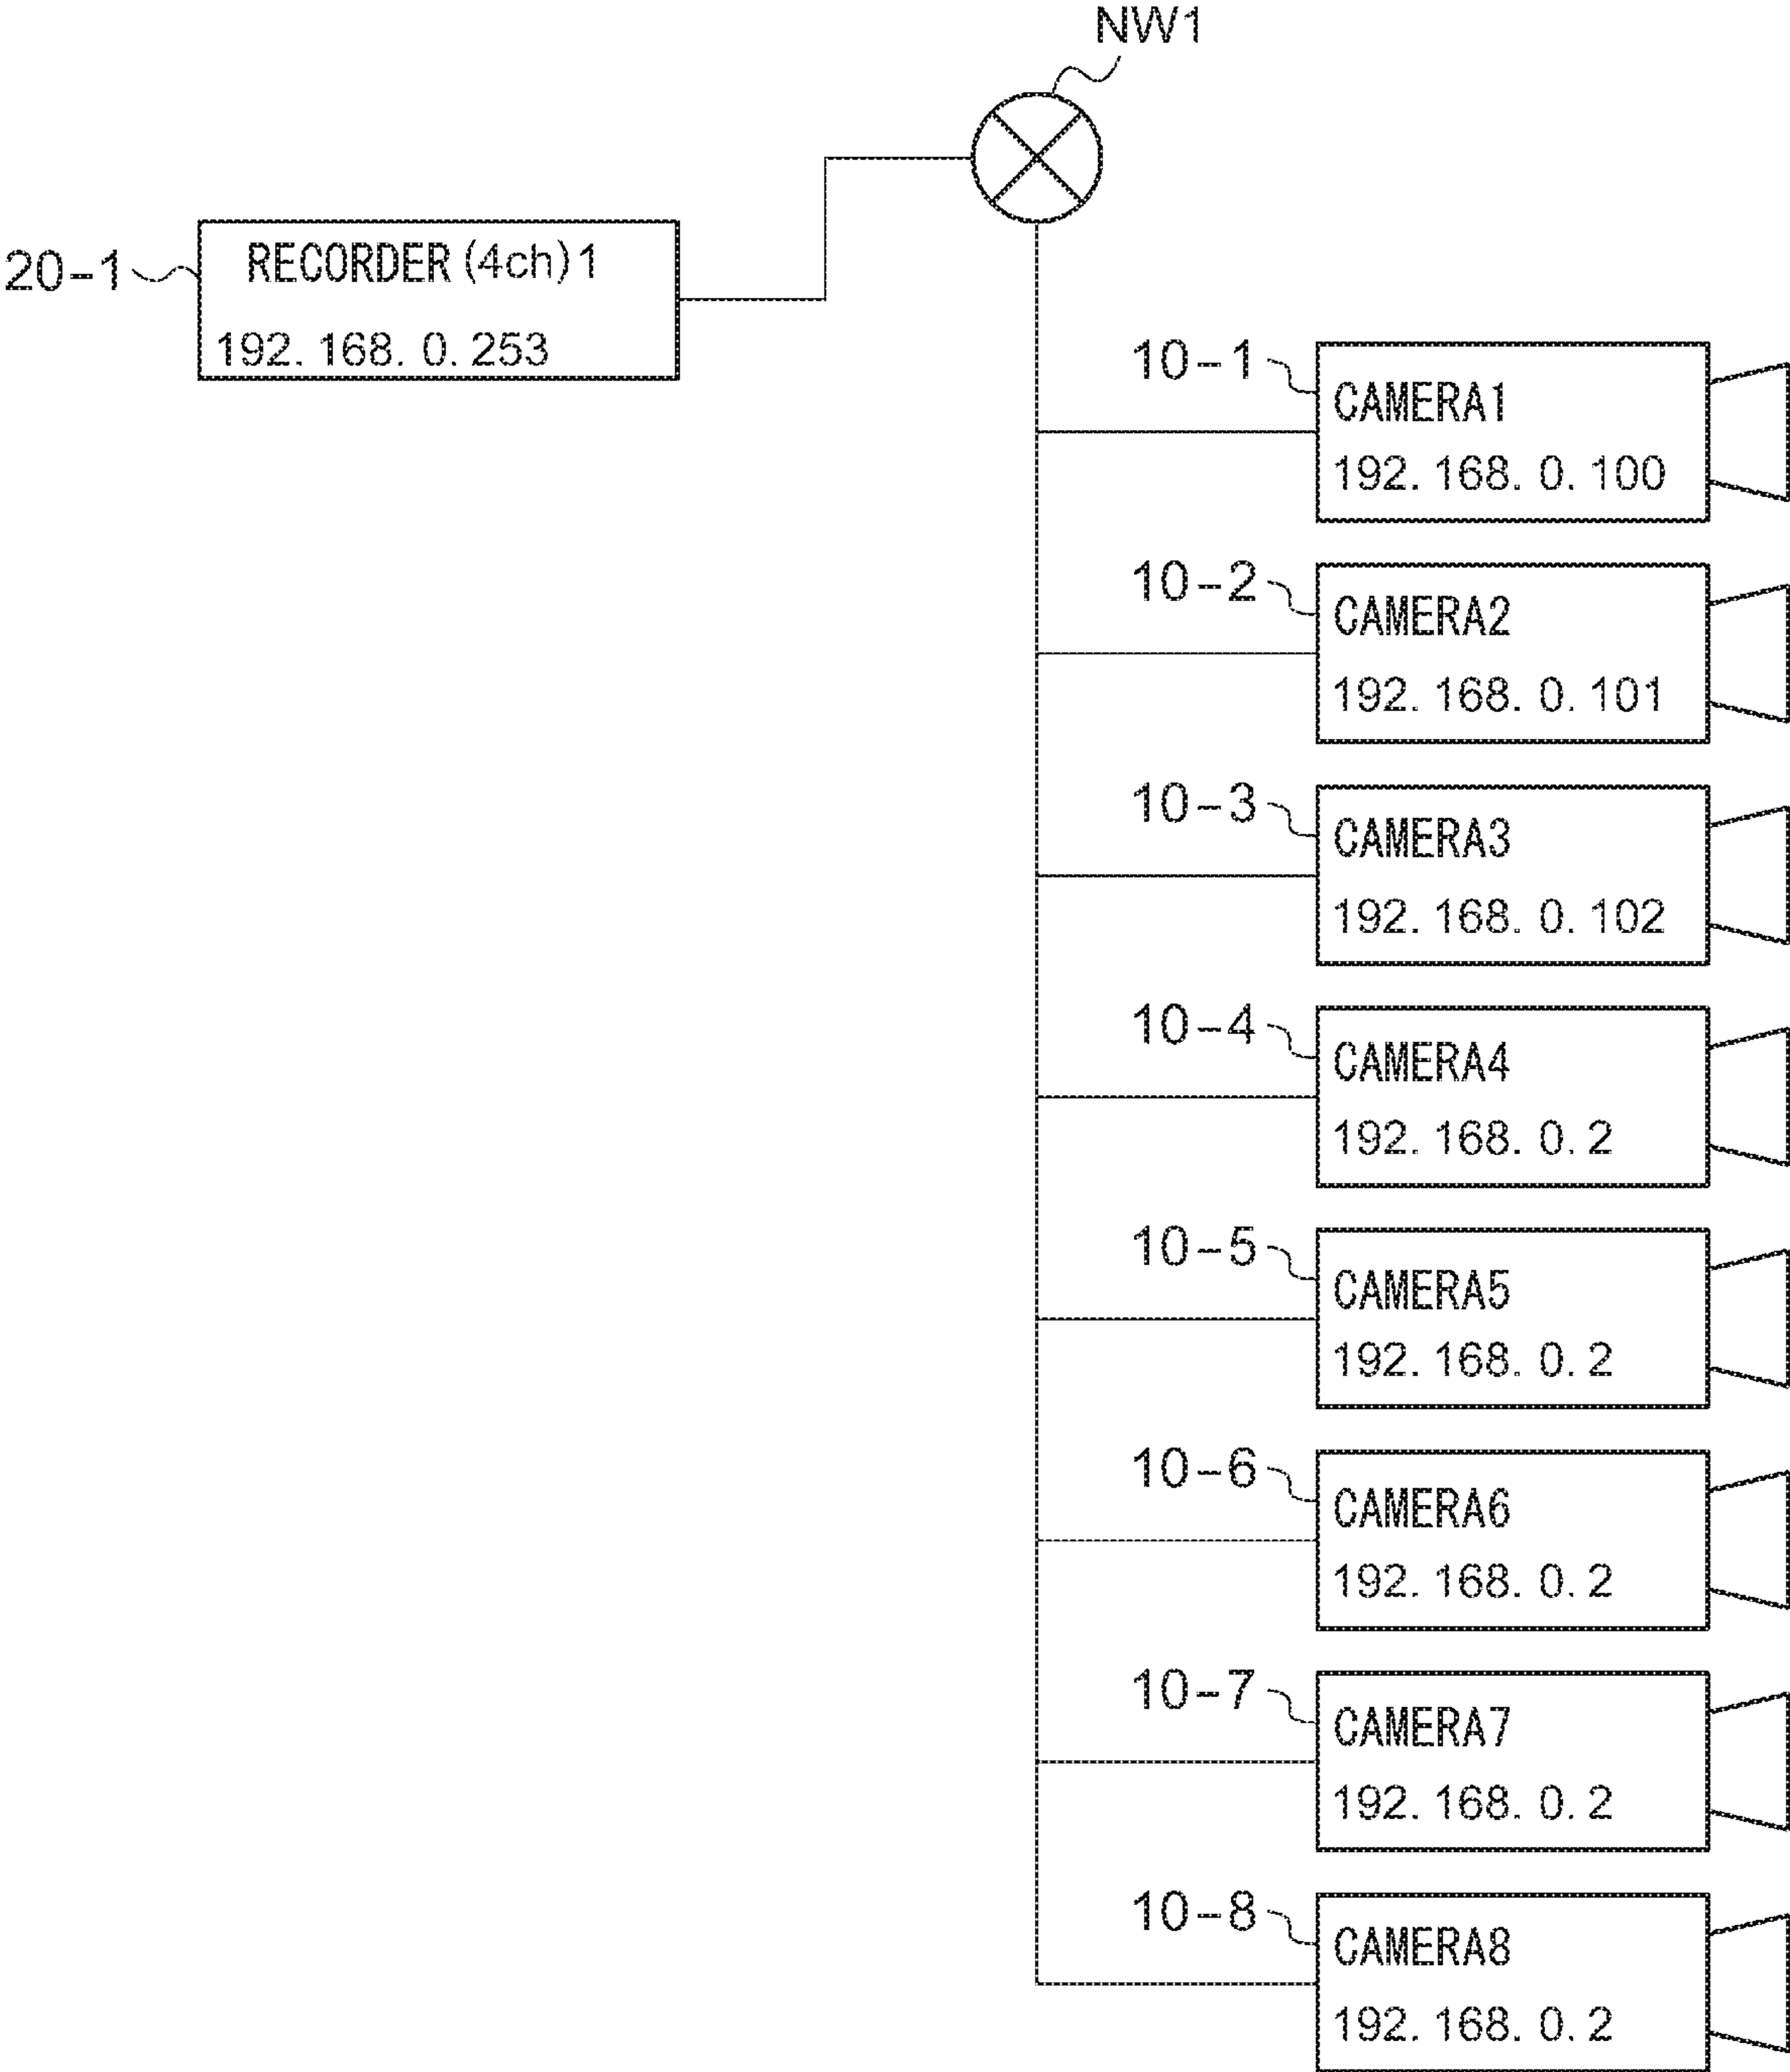 NW1
20-1
RECORDER(4ch)1
192.168.0.253
10-1
CAMERA1
192.168.0.100
10-2
CAMERA2
192.168.0.101
10-3
CAMERA3
192.168.0.102
10-4
CAMERA4
192.168.0.2
10-5
CAMERA5
192.168.0.2
10-6
CAMERA6
192.168.0.2
10-7
CAMERA7
192.168.0.2
10-8
CAMERA8
192.168.0.2